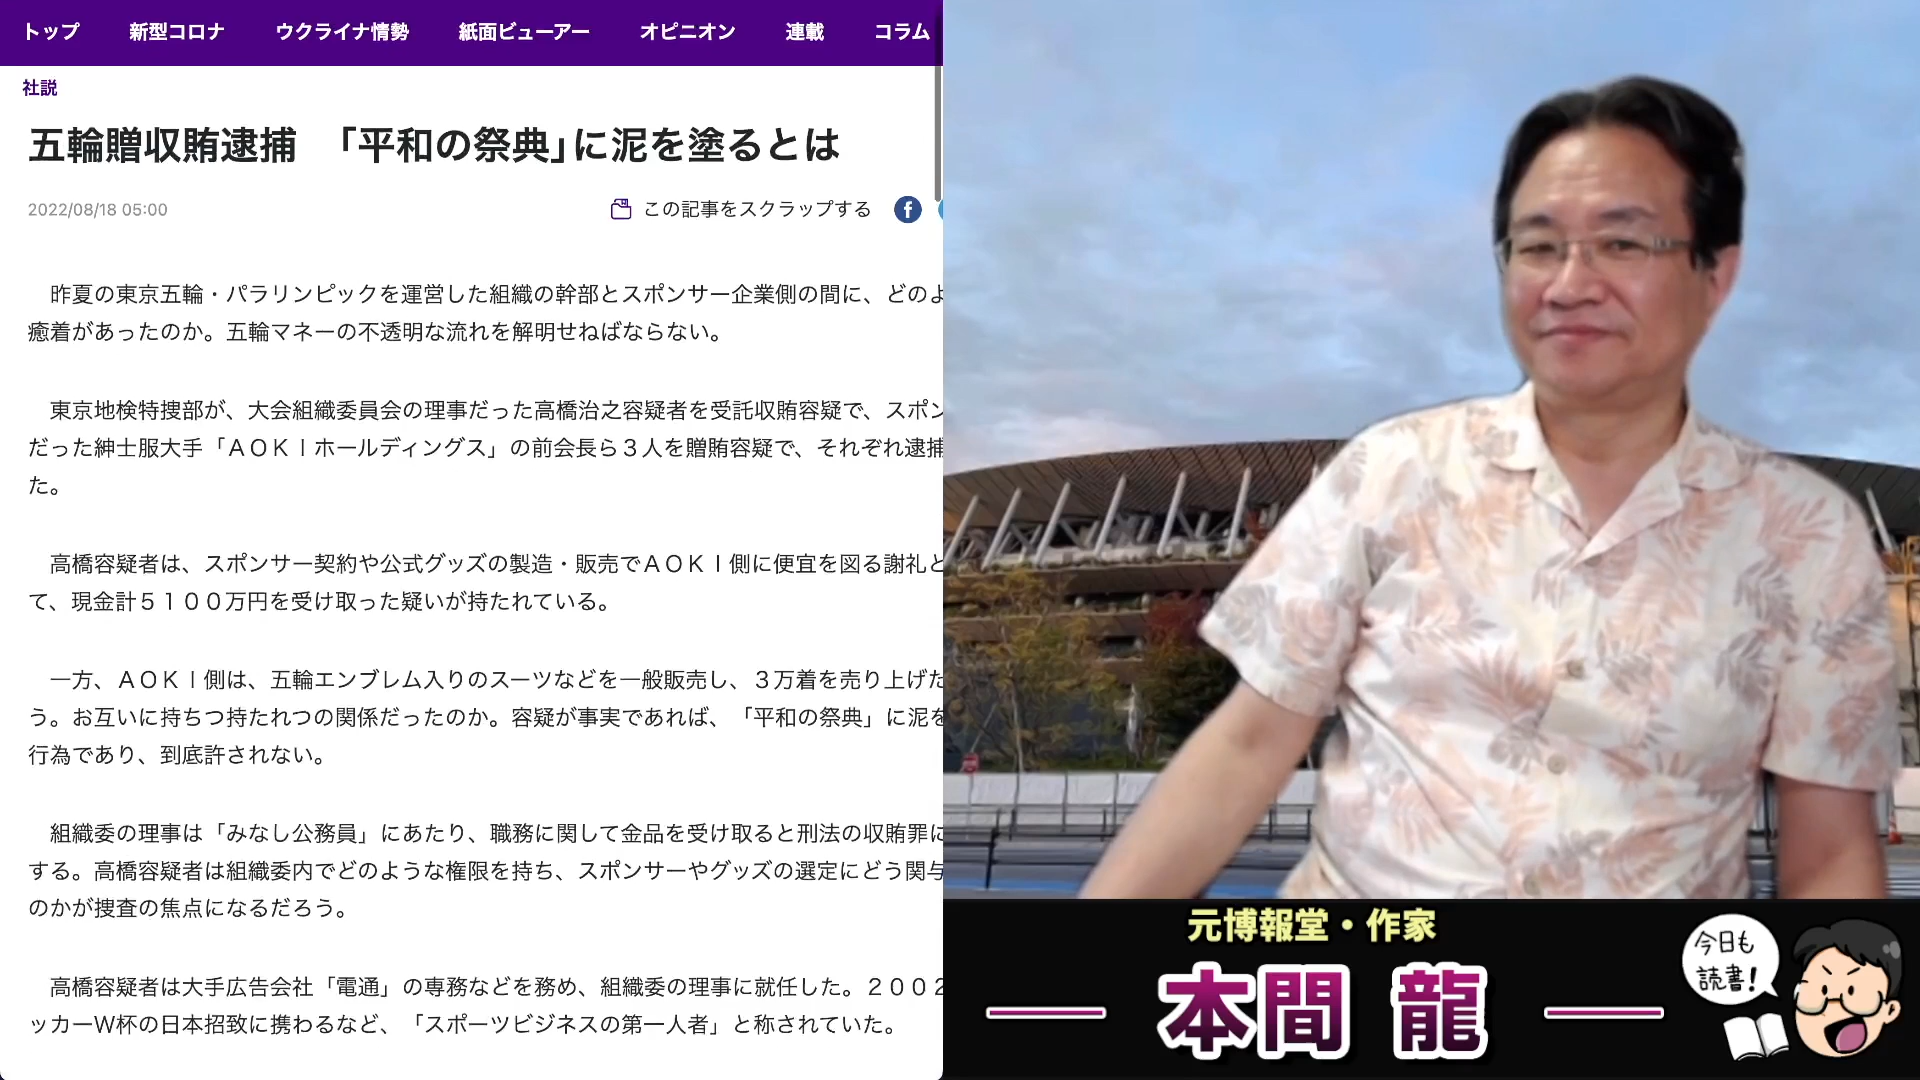 トップ 新型コロナ ウクライナ情勢 紙面ビューアー オピニオン 連載 コラム
社説
五輪贈収賄逮捕 「平和の祭典」に泥を塗るとは
2022/08/18 05:00 この記事をスクラップする
昨夏の東京五輪・パラリンピックを運営した組織の幹部とスポンサー企業側の間に、どのよ
癒着があったのか。五輪マネーの不透明な流れを解明せねばならない。
東京地検特捜部が、大会組織委員会の理事だった高橋治之容疑者を受託収賄容疑で、スポン
だった紳士服大手「ＡＯＫＩホールディングス」の前会長ら３人を贈賄容疑で、それぞれ逮捕
た。
高橋容疑者は、スポンサー契約や公式グッズの製造・販売でＡＯＫＩ側に便宜を図る謝礼と
て、現金計５１００万円を受け取った疑いが持たれている。
一方、ＡＯＫＩ側は、五輪エンブレム入りのスーツなどを一般販売し、３万着を売り上げた
う。お互いに持ちつ持たれつの関係だったのか。容疑が事実であれば、「平和の祭典」に泥を
行為であり、到底許されない。
組織委の理事は「みなし公務員」にあたり、職務に関して金品を受け取ると刑法の収賄罪に
する。高橋容疑者は組織委内でどのような権限を持ち、スポンサーやグッズの選定にどう関与
のかが捜査の焦点になるだろう。
高橋容疑者は大手広告会社「電通」の専務などを務め、組織委の理事に就任した。２００２
ッカーＷ杯の日本招致に携わるなど、「スポーツビジネスの第一人者」と称されていた。
元博報堂・作家
本間 龍
今日も
読書！